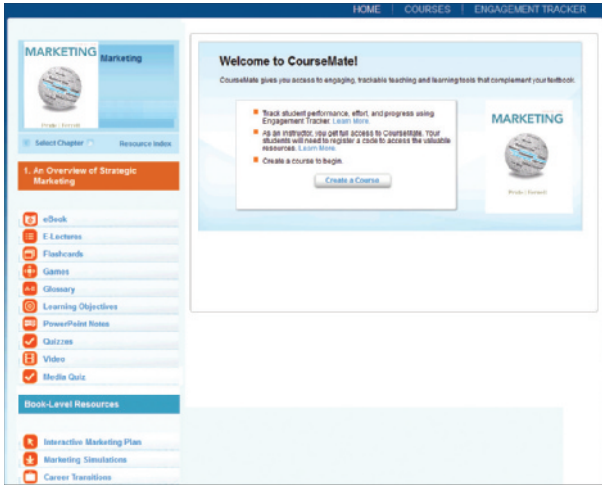 HOME | COURSES | ENGAGEMENT TRACKER
MARKETING
Marketing
Pride | Ferrell
Select Chapter
Resource Index
1. An Overview of Strategic
Marketing
eBook
E-Lectures
Flashcards
Games
A-Z Glossary
Learning Objectives
PowerPoint Notes
Quizzes
Video
Media Quiz
Book-Level Resources
Interactive Marketing Plan
Marketing Simulations
Career Transitions
Welcome to CourseMate!
CourseMate gives you access to engaging, trackable teaching and learning tools that complement your textbook.
Track student performance, effort, and progress using
Engagement Tracker. Learn More.
As an instructor, you get full access to CourseMate. Your
students will need to register a code to access the valuable
resources. Learn More.
Create a course to begin.
Create a Course
MARKETING
Pride | Ferrell